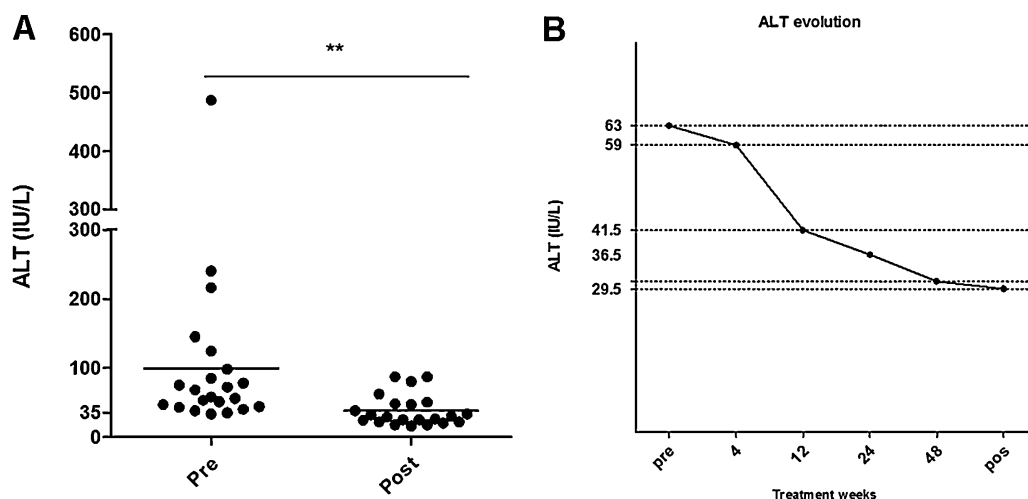 A
ALT (IU/L)
600
500
400
300
300
200
100
35
0
**
Pre
Post
B
ALT evolution
ALT (IU/L)
63
59
41.5
36.5
29.5
pre
4
12
24
48
pos
Treatment weeks